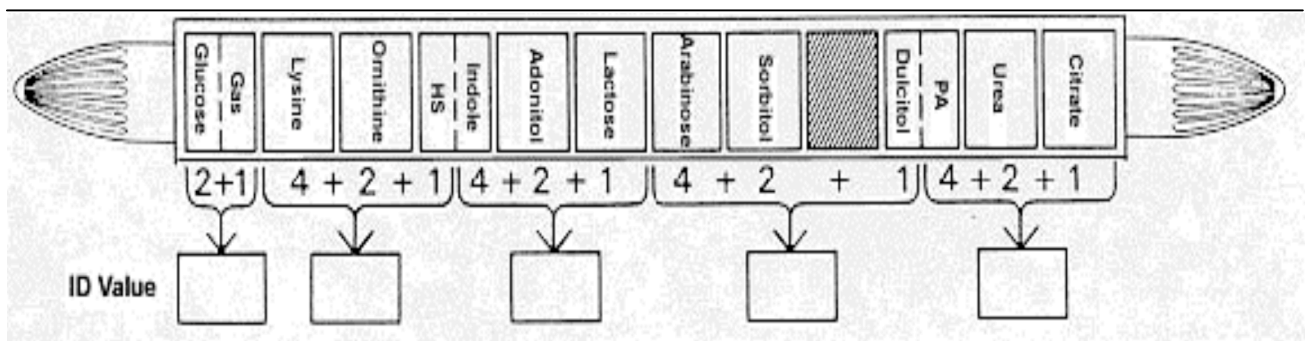 Glucose Gas Lysine Ornithine HS Indole Adonitol Lactose Arabinose Sorbitol Dulcitol PA Urea Citrate
2+1 4 + 2 + 1 4 + 2 + 1 4 + 2 + 1 4 + 2 + 1
ID Value